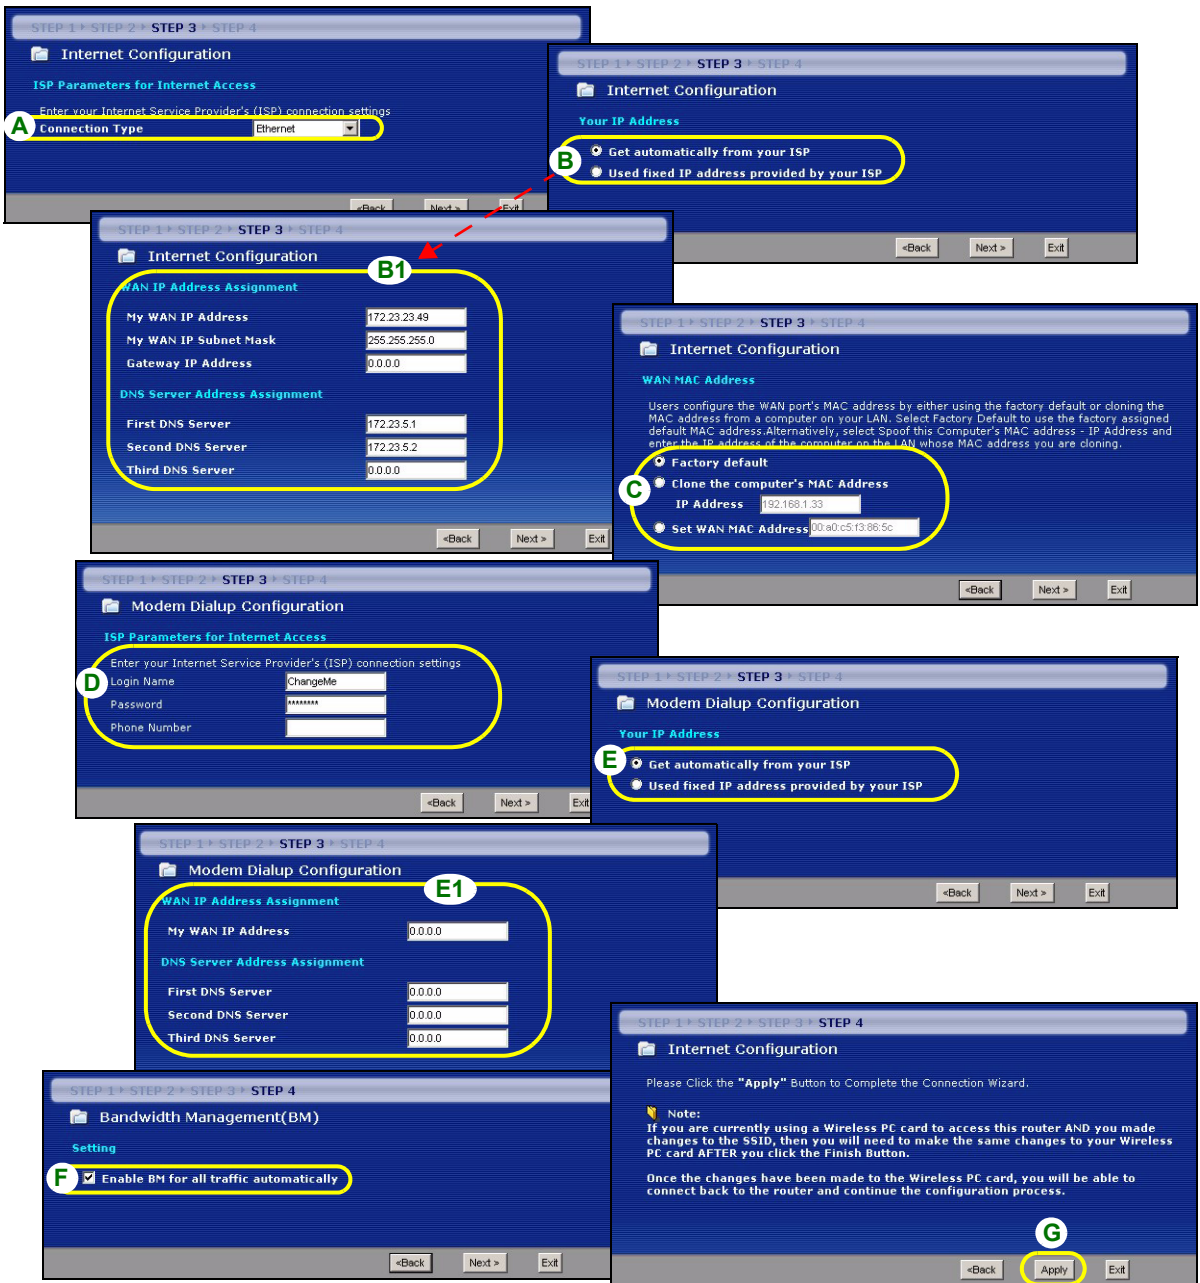 STEP 1 STEP 2 STEP 3 STEP 4
Internet Configuration
ISP Parameters for Internet Access
Enter your Internet Service Provider's (ISP) connection settings
A Connection Type Ethernet
<Back Next > Exit
STEP 1 STEP 2 STEP 3 STEP 4
Internet Configuration
Your IP Address
Get automatically from your ISP
B
Used fixed IP address provided by your ISP
<Back Next > Exit
STEP 1 STEP 2 STEP 3 STEP 4
Internet Configuration
B1
WAN IP Address Assignment
My WAN IP Address 172.23.23.49
My WAN IP Subnet Mask 255.255.255.0
Gateway IP Address 0.0.0.0
DNS Server Address Assignment
First DNS Server 172.23.5.1
Second DNS Server 172.23.5.2
Third DNS Server 0.0.0.0
<Back Next > Exit
STEP 1 STEP 2 STEP 3 STEP 4
Internet Configuration
WAN MAC Address
Users configure the WAN port's MAC address by either using the factory default or cloning the
MAC address from a computer on your LAN. Select Factory Default to use the factory assigned
default MAC address.Alternatively, select Spoof this Computer's MAC address - IP Address and
enter the IP address of the computer on the LAN whose MAC address you are cloning.
Factory default
C Clone the computer's MAC Address
IP Address 192.168.1.33
Set WAN MAC Address 00:a0:c5:f3:86:5c
<Back Next > Exit
STEP 1 STEP 2 STEP 3 STEP 4
Modem Dialup Configuration
ISP Parameters for Internet Access
Enter your Internet Service Provider's (ISP) connection settings
D Login Name ChangeMe
Password ********
Phone Number
<Back Next > Exit
STEP 1 STEP 2 STEP 3 STEP 4
Modem Dialup Configuration
Your IP Address
E Get automatically from your ISP
Used fixed IP address provided by your ISP
<Back Next > Exit
STEP 1 STEP 2 STEP 3 STEP 4
Modem Dialup Configuration
E1
WAN IP Address Assignment
My WAN IP Address 0.0.0.0
DNS Server Address Assignment
First DNS Server 0.0.0.0
Second DNS Server 0.0.0.0
Third DNS Server 0.0.0.0
STEP 1 STEP 2 STEP 3 STEP 4
Bandwidth Management(BM)
Setting
F Enable BM for all traffic automatically
<Back Next > Exit
STEP 1 STEP 2 STEP 3 STEP 4
Internet Configuration
Please Click the "Apply" Button to Complete the Connection Wizard.
Note:
If you are currently using a Wireless PC card to access this router AND you made
changes to the SSID, then you will need to make the same changes to your Wireless
PC card AFTER you click the Finish Button.
Once the changes have been made to the Wireless PC card, you will be able to
connect back to the router and continue the configuration process.
G
<Back Apply Exit